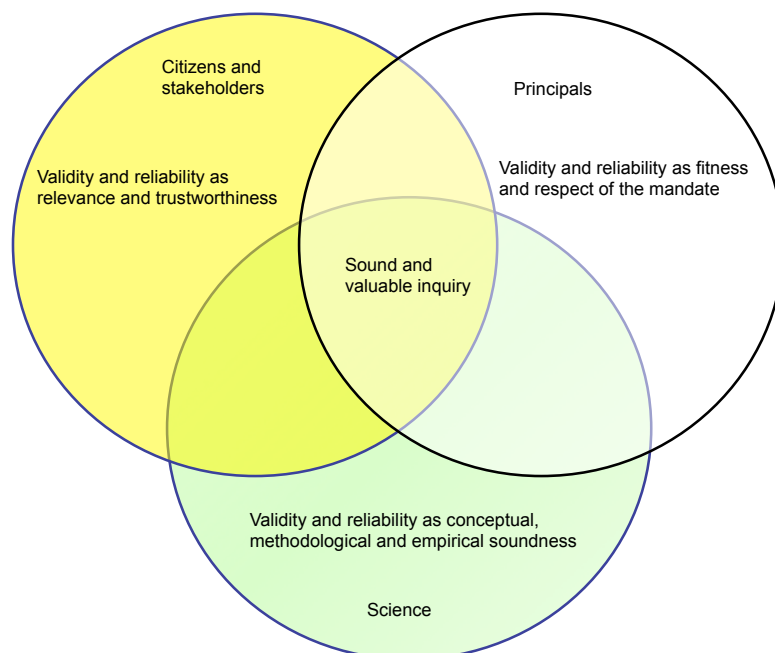 Citizens and
stakeholders
Principals
Validity and reliability as
relevance and trustworthiness
Validity and reliability as fitness
and respect of the mandate
Sound and
valuable inquiry
Validity and reliability as conceptual,
methodological and empirical soundness
Science